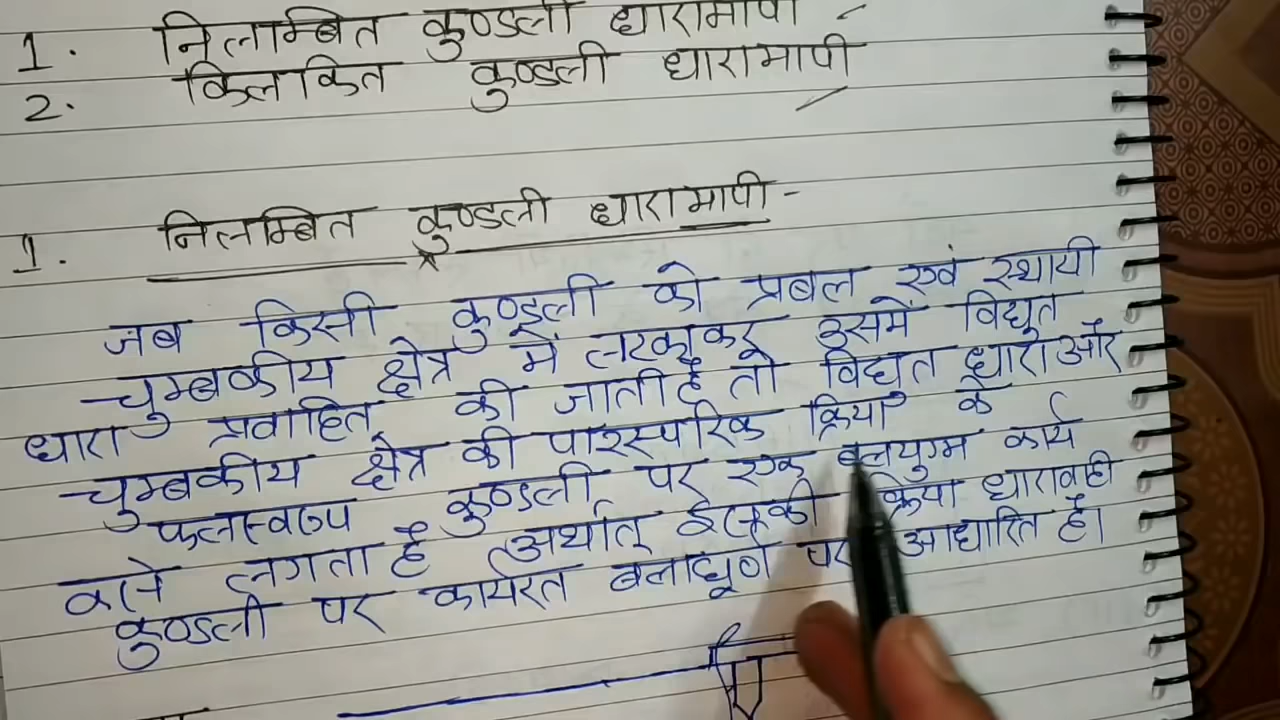 1. निलम्बित कुण्डली धारामापी -
2. किलकित कुण्डली धारामापी
1. निलम्बित कुण्डली धारामापी -
जब किसी कुण्डली को प्रबल एवं स्थायी
चुम्बकीय क्षेत्र में लटकाकर उसमें विद्युत
धारा प्रवाहित की जाती है तो विद्युत धारा और
चुम्बकीय क्षेत्र की पारस्परिक क्रिया के
फलस्वरूप कुण्डली पर एक बलयुग्म कार्य
करने लगता है अर्थात् इसकी क्रिया धारावाही
कुण्डली पर कार्यरत बलाघूर्ण पर आधारित है।